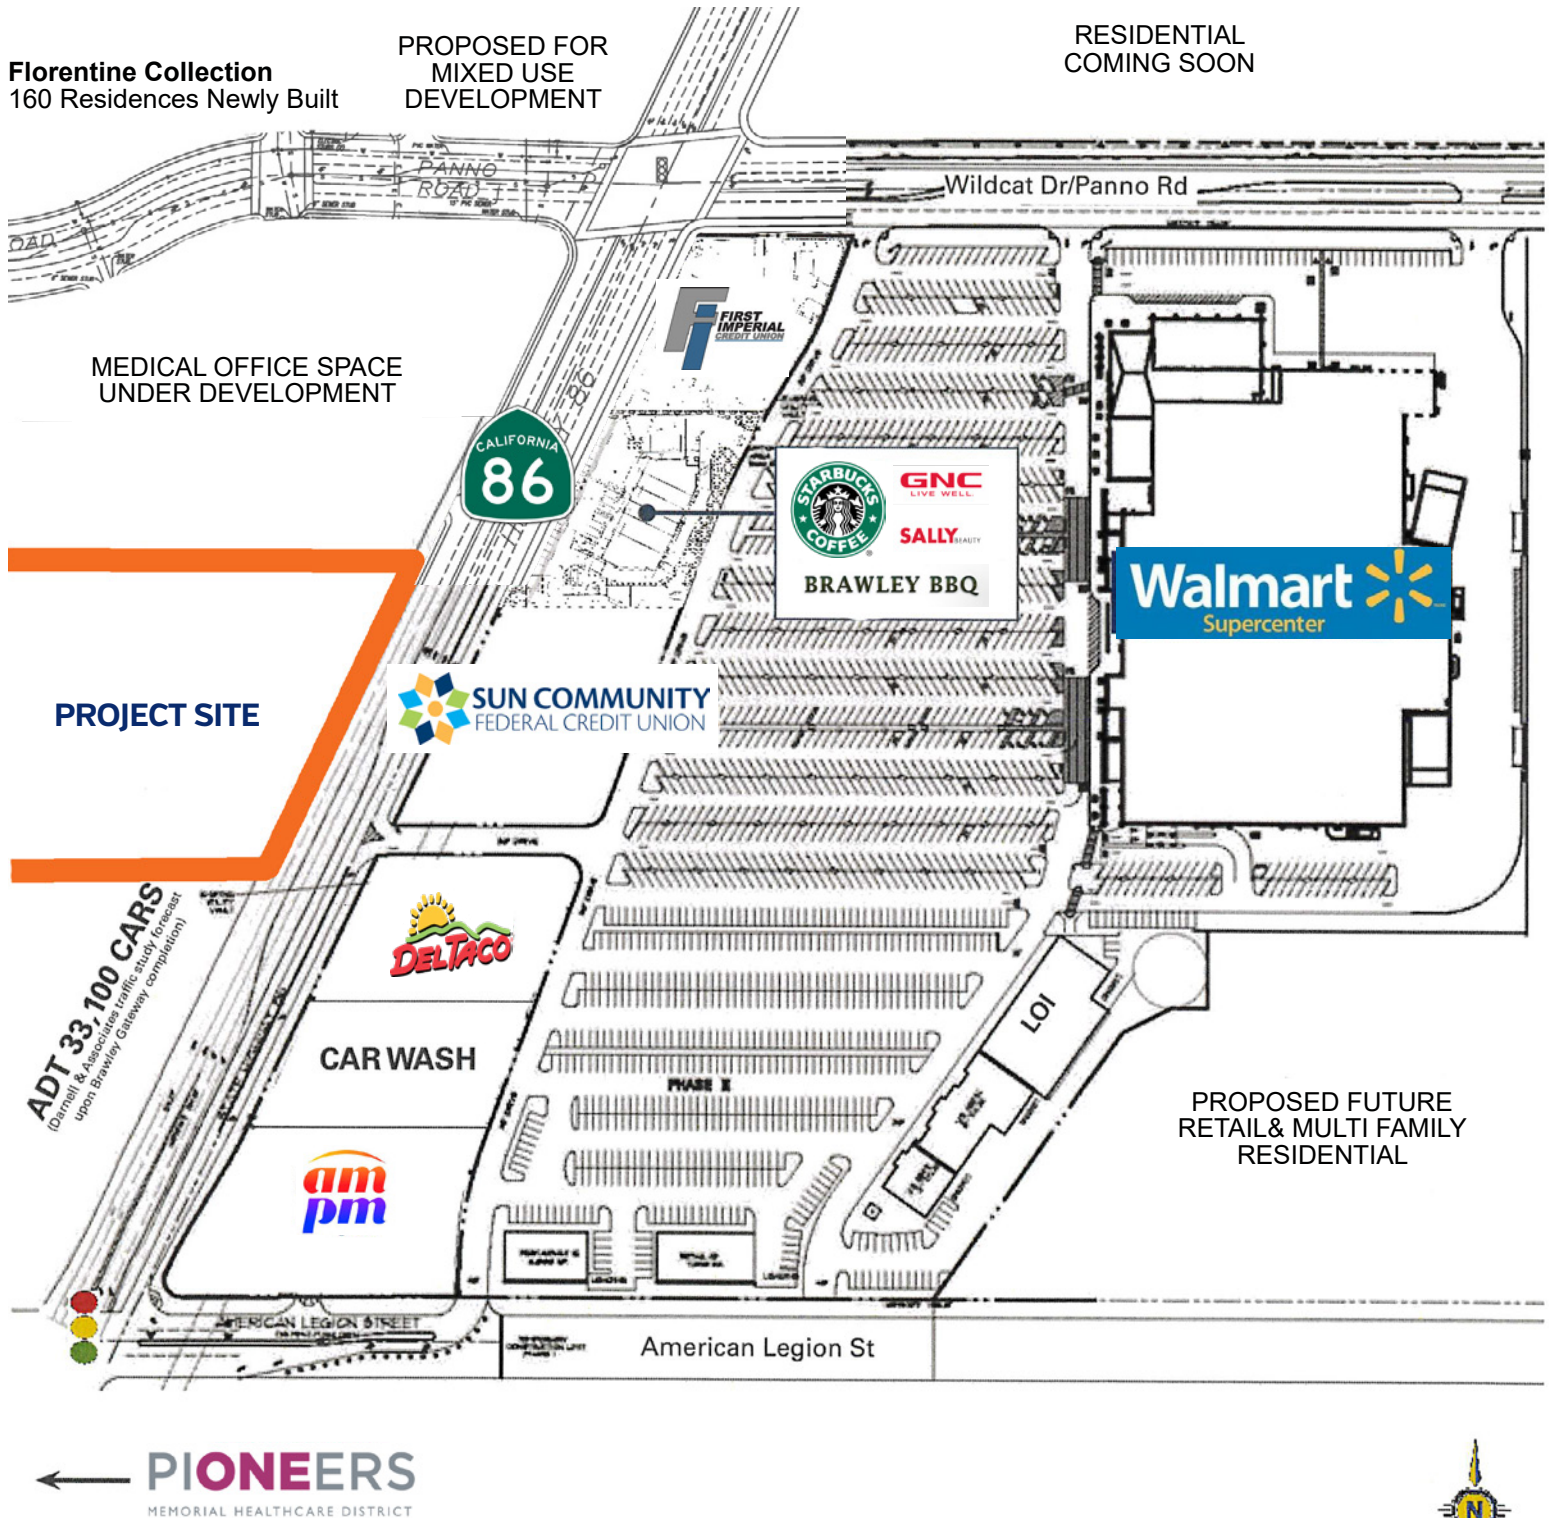 Florentine Collection
160 Residences Newly Built
PROPOSED FOR
MIXED USE
DEVELOPMENT
RESIDENTIAL
COMING SOON
PANNO
ROAD
Wildcat Dr/Panno Rd
OAD
FIRST
IMPERIAL
CREDIT UNION
MEDICAL OFFICE SPACE
UNDER DEVELOPMENT
CALIFORNIA
86
STARBUCKS
COFFEE
GNC
LIVE WELL.
SALLY BEAUTY
BRAWLEY BBQ
Walmart
Supercenter
PROJECT SITE
SUN COMMUNITY
FEDERAL CREDIT UNION
ADT 33,100 CARS
(Darnell & Associates traffic study forecast
upon Brawley Gateway completion)
DEL TACO
CAR WASH
LOI
PHASE II
am
pm
PROPOSED FUTURE
RETAIL& MULTI FAMILY
RESIDENTIAL
AMERICAN LEGION STREET
American Legion St
PIONEERS
MEMORIAL HEALTHCARE DISTRICT
N